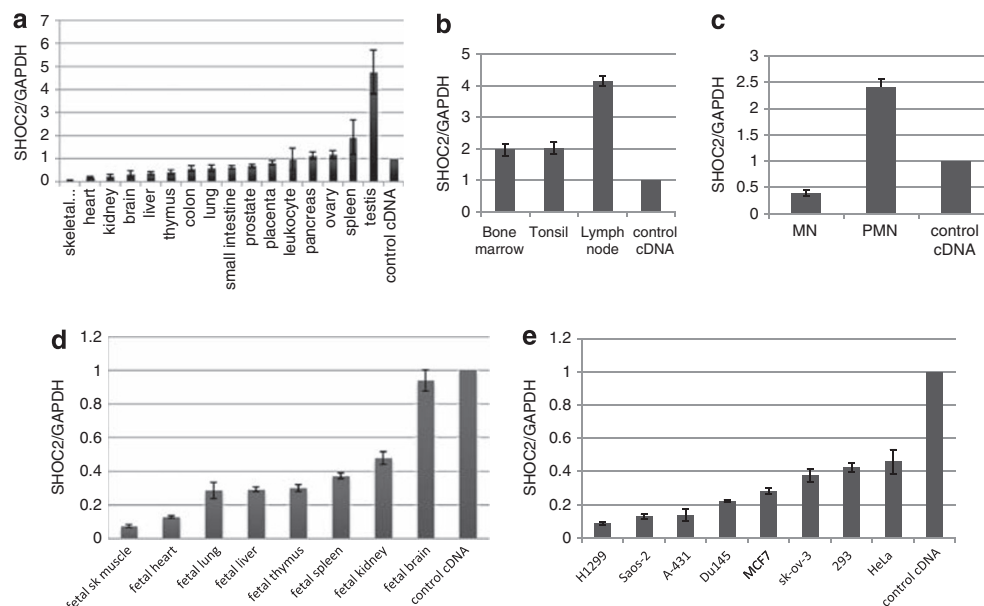 a
SHOC2/GAPDH
7
6
5
4
3
2
1
0
skeletal...
heart
kidney
brain
liver
thymus
colon
lung
small intestine
prostate
placenta
leukocyte
pancreas
ovary
spleen
testis
control cDNA
b
SHOC2/GAPDH
5
4
3
2
1
0
Bone marrow
Tonsil
Lymph node
control cDNA
c
SHOC2/GAPDH
3
2.5
2
1.5
1
0.5
0
MN
PMN
control cDNA
d
SHOC2/GAPDH
1.2
1
0.8
0.6
0.4
0.2
0
fetal sk muscle
fetal heart
fetal lung
fetal liver
fetal thymus
fetal spleen
fetal kidney
fetal brain
control cDNA
e
SHOC2/GAPDH
1.2
1
0.8
0.6
0.4
0.2
0
H1299
Saos-2
A-431
Du145
MCF7
sk-ov-3
293
HeLa
control cDNA